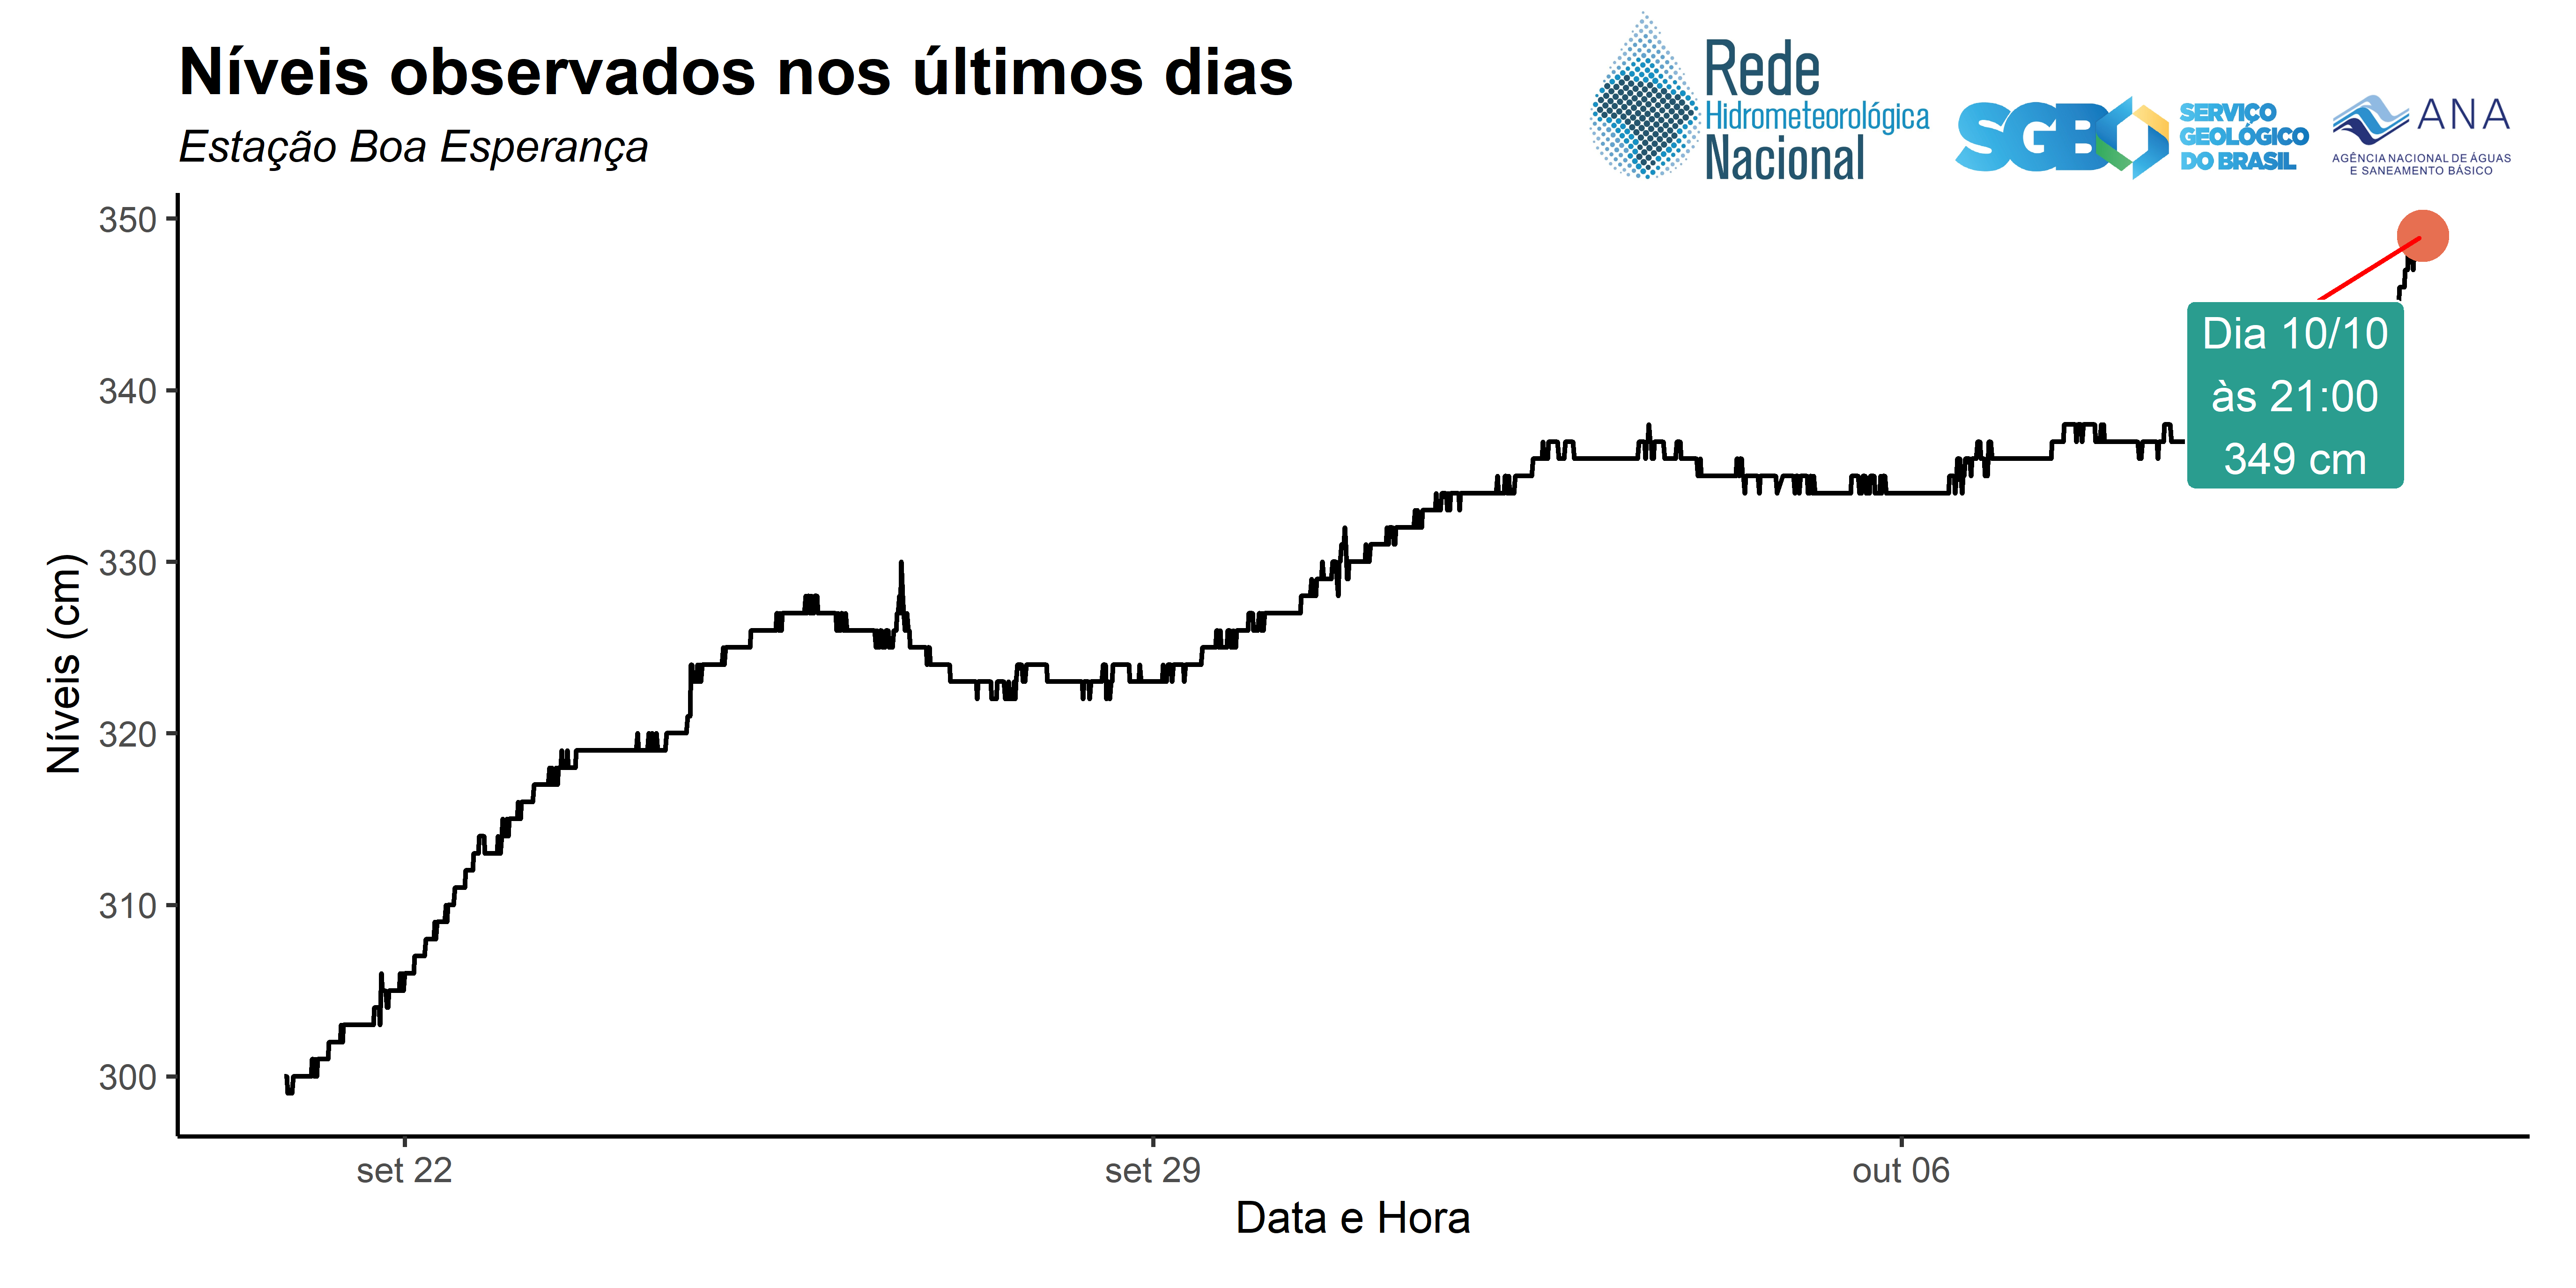 Níveis observados nos últimos dias
Estação Boa Esperança
Rede
Hidrometeorológica
Nacional
SGB
SERVIÇO
GEOLÓGICO
DO BRASIL
ANA
AGÊNCIA NACIONAL DE ÁGUAS
E SANEAMENTO BÁSICO
350
340
330
320
310
300
Níveis (cm)
Dia 10/10
às 21:00
349 cm
set 22
set 29
out 06
Data e Hora